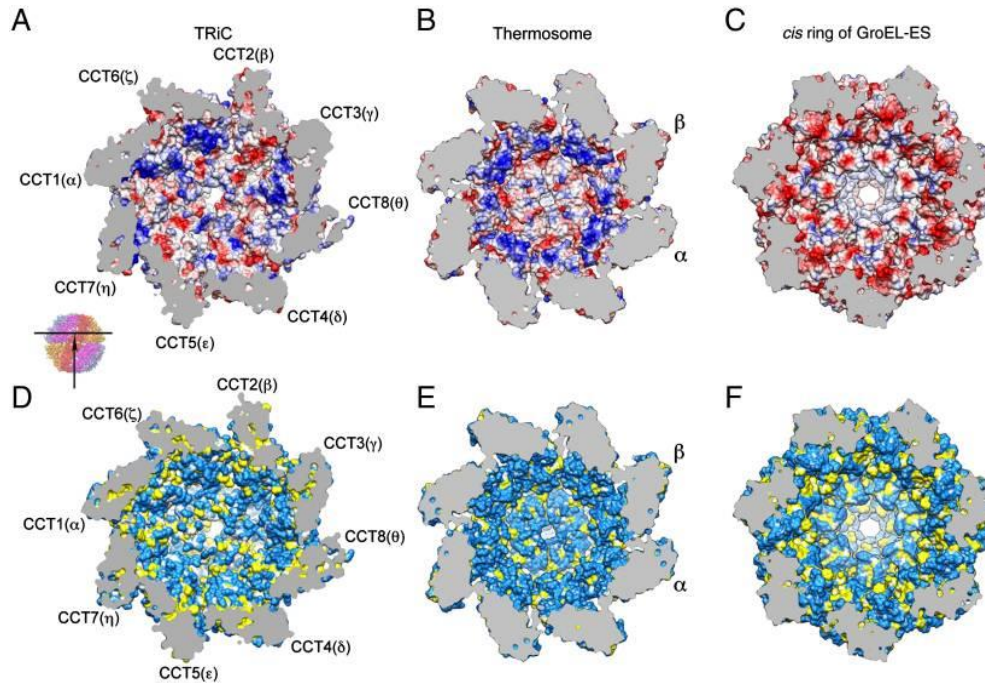 A
TRiC
CCT2(β)
CCT6(ζ)
CCT3(γ)
CCT1(α)
CCT8(θ)
CCT7(η)
CCT4(δ)
CCT5(ε)
B
Thermosome
β
α
C
cis ring of GroEL-ES
D
CCT2(β)
CCT6(ζ)
CCT3(γ)
CCT1(α)
CCT8(θ)
CCT7(η)
CCT4(δ)
CCT5(ε)
E
β
α
F